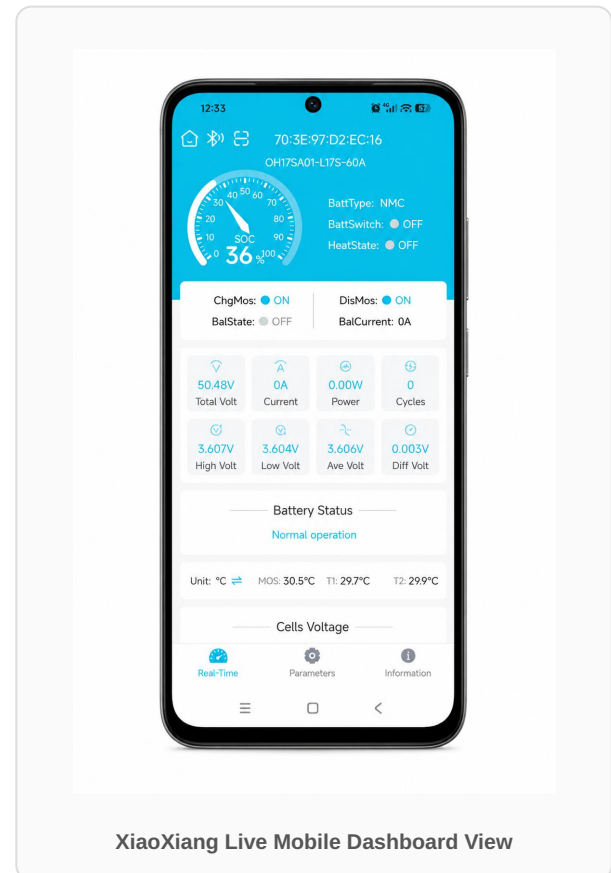 12:33
4G
57
70:3E:97:D2:EC:16
OH17SA01-L17S-60A
0 10 20 30 40 50 60 70 80 90 100
SOC
36 %
BattType: NMC
BattSwitch: OFF
HeatState: OFF
ChgMos: ON
DisMos: ON
BalState: OFF
BalCurrent: 0A
50.48V 0A 0.00W 0
Total Volt Current Power Cycles
3.607V 3.604V 3.606V 0.003V
High Volt Low Volt Ave Volt Diff Volt
Battery Status
Normal operation
Unit: °C ⇌ MOS: 30.5°C T1: 29.7°C T2: 29.9°C
Cells Voltage
Real-Time Parameters Information
XiaoXiang Live Mobile Dashboard View